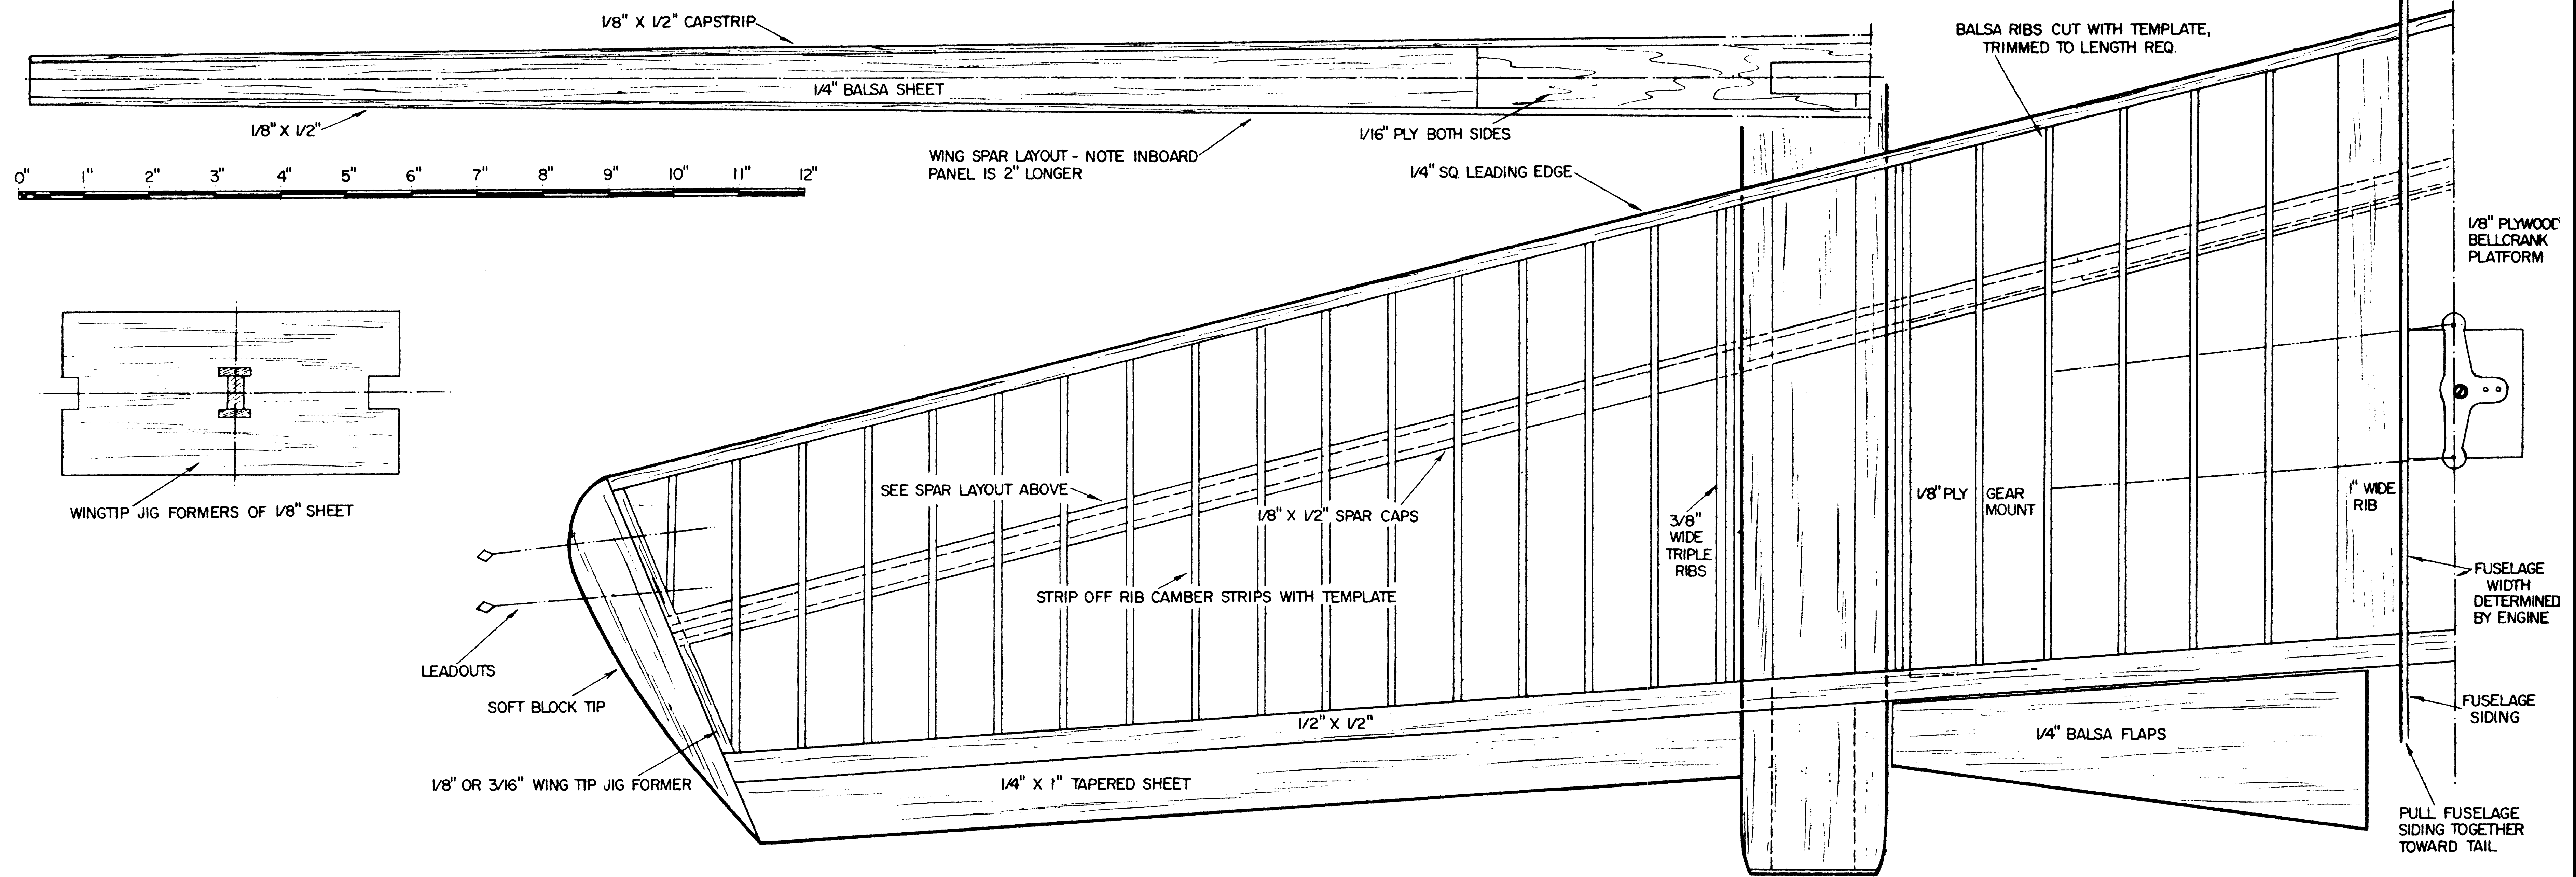 1/8" X 1/2" CAPSTRIP
1/4" BALSA SHEET
1/8" X 1/2"
1/16" PLY BOTH SIDES
WING SPAR LAYOUT - NOTE INBOARD
PANEL IS 2" LONGER
0" 1" 2" 3" 4" 5" 6" 7" 8" 9" 10" 11" 12"
BALSA RIBS CUT WITH TEMPLATE,
TRIMMED TO LENGTH REQ.
1/4" SQ. LEADING EDGE
1/8" PLYWOOD
BELLCRANK
PLATFORM
WINGTIP JIG FORMERS OF 1/8" SHEET
SEE SPAR LAYOUT ABOVE
1/8" X 1/2" SPAR CAPS
3/8"
WIDE
TRIPLE
RIBS
1/8" PLY GEAR
MOUNT
1" WIDE
RIB
STRIP OFF RIB CAMBER STRIPS WITH TEMPLATE
FUSELAGE
WIDTH
DETERMINED
BY ENGINE
LEADOUTS
SOFT BLOCK TIP
1/2" X 1/2"
FUSELAGE
SIDING
1/4" BALSA FLAPS
1/8" OR 3/16" WING TIP JIG FORMER
1/4" X 1" TAPERED SHEET
PULL FUSELAGE
SIDING TOGETHER
TOWARD TAIL